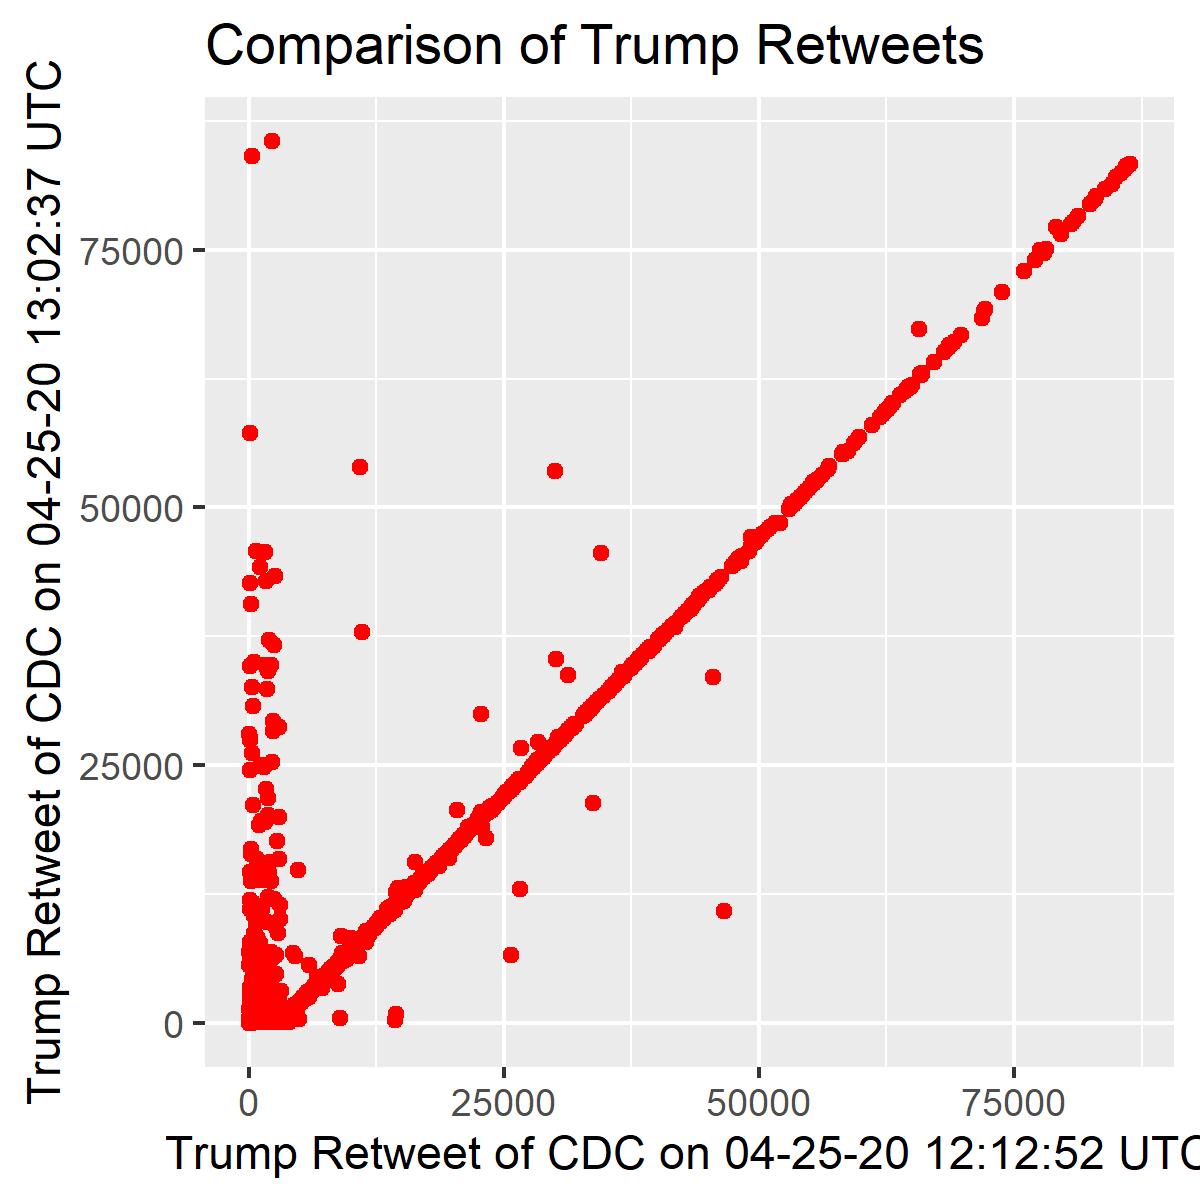 Comparison of Trump Retweets
Trump Retweet of CDC on 04-25-20 13:02:37 UTC
75000
50000
25000
0
0 25000 50000 75000
Trump Retweet of CDC on 04-25-20 12:12:52 UTC